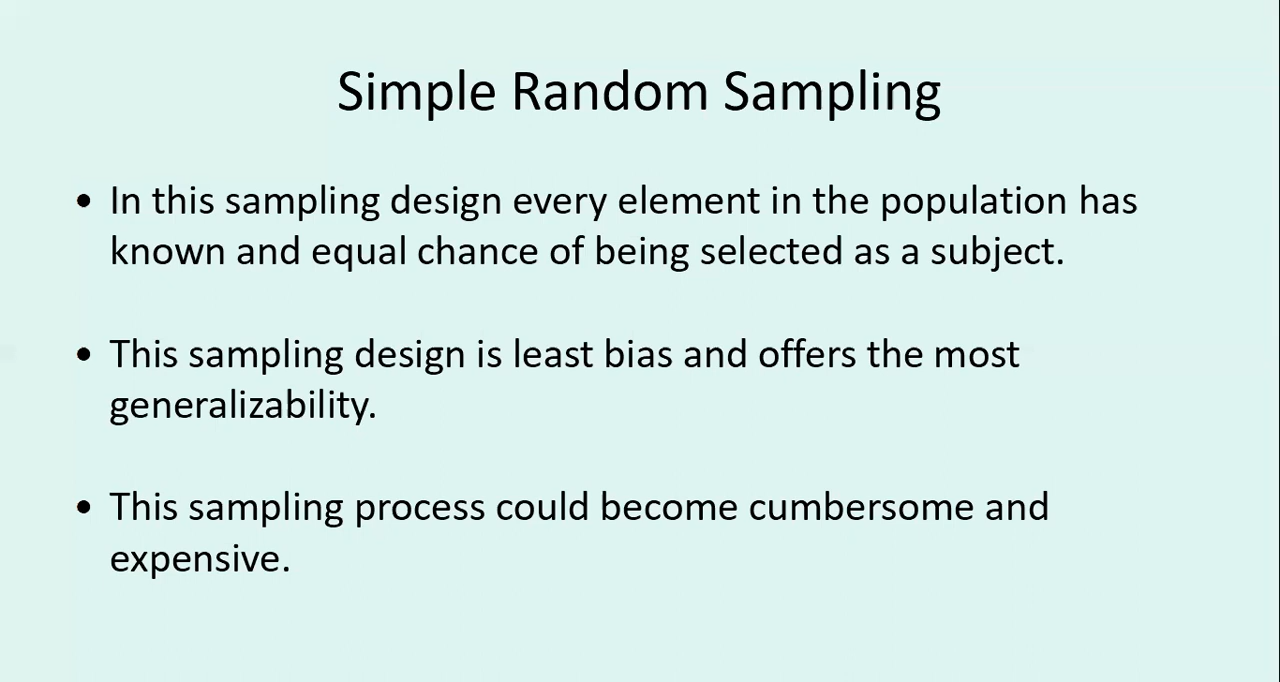 Simple Random Sampling
• In this sampling design every element in the population has
known and equal chance of being selected as a subject.
• This sampling design is least bias and offers the most
generalizability.
• This sampling process could become cumbersome and
expensive.